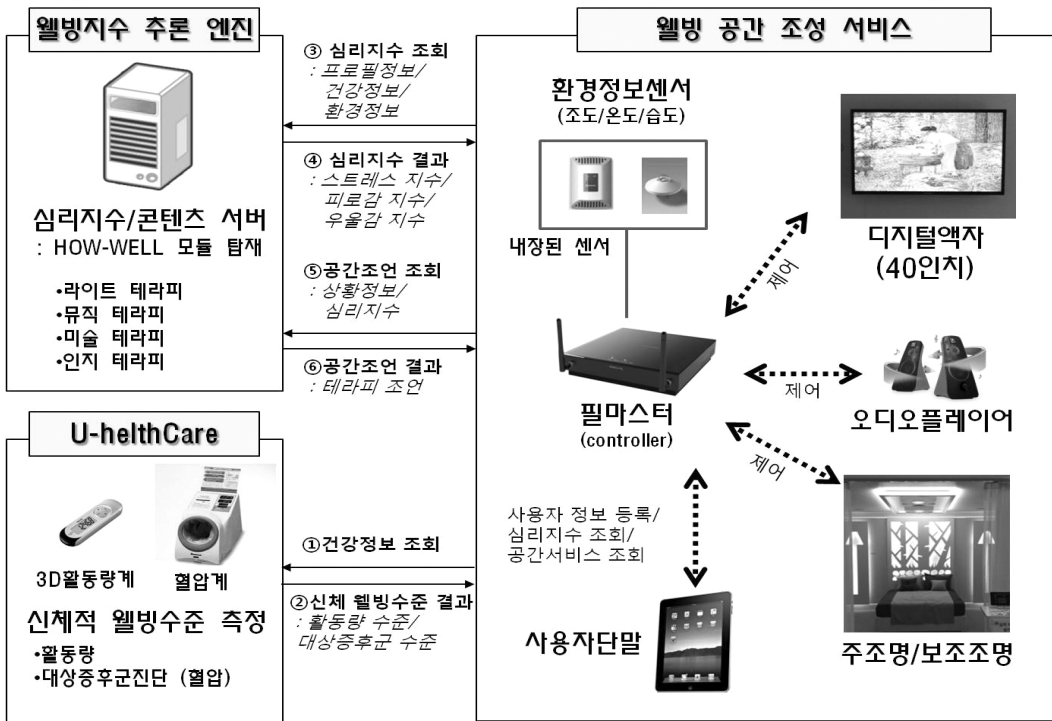 웰빙지수 추론 엔진
심리지수/콘텐츠 서버
: HOW-WELL 모듈 탑재
•라이트 테라피
•뮤직 테라피
•미술 테라피
•인지 테라피
③ 심리지수 조회
: 프로필정보/
건강정보/
환경정보
④ 심리지수 결과
: 스트레스 지수/
피로감 지수/
우울감 지수
⑤공간조언 조회
: 상황정보/
심리지수
⑥공간조언 결과
: 테라피 조언
U-helthCare
3D활동량계
혈압계
신체적 웰빙수준 측정
•활동량
•대상증후군진단 (혈압)
①건강정보 조회
②신체 웰빙수준 결과
: 활동량 수준/
대상증후군 수준
웰빙 공간 조성 서비스
환경정보센서
(조도/온도/습도)
내장된 센서
제어
디지털액자
(40인치)
필마스터
(controller)
제어
오디오플레이어
제어
주조명/보조조명
사용자 정보 등록/
심리지수 조회/
공간서비스 조회
사용자단말